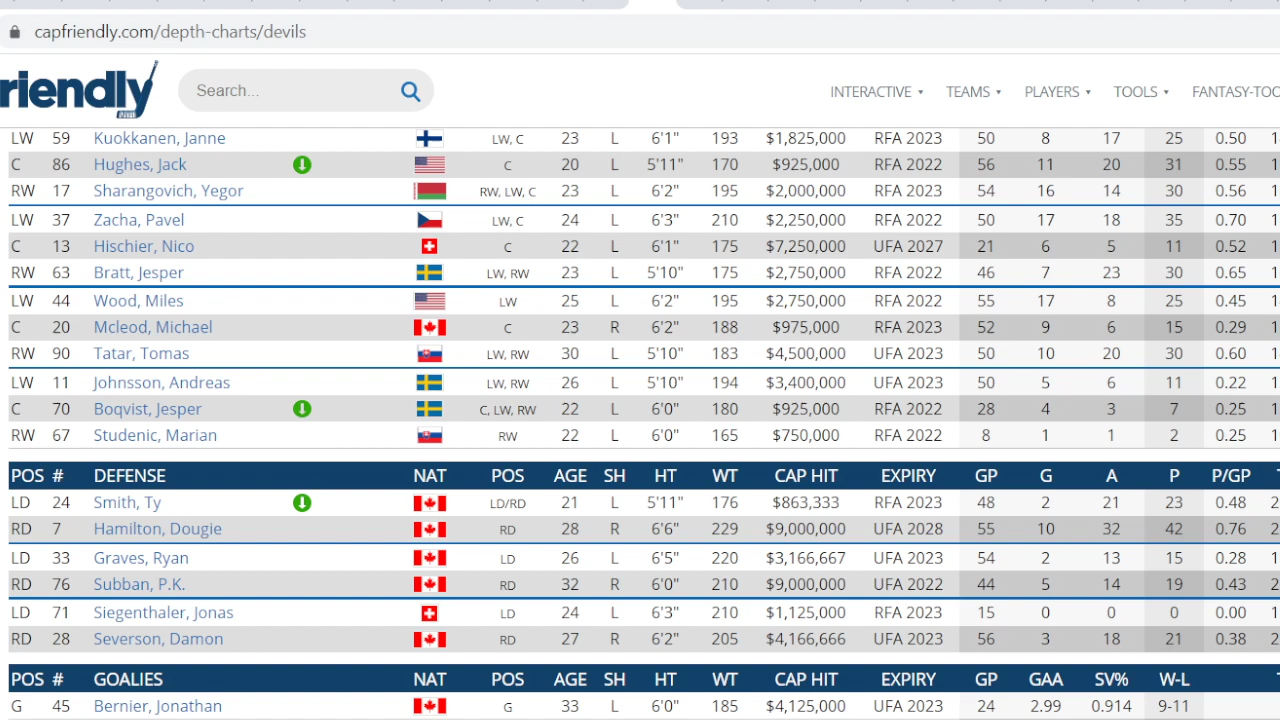 capfriendly.com/depth-charts/devils
riendly Search... INTERACTIVE TEAMS PLAYERS TOOLS FANTASY-TOO
LW 59 Kuokkanen, Janne LW, C 23 L 6'1" 193 $1,825,000 RFA 2023 50 8 17 25 0.50
C 86 Hughes, Jack C 20 L 5'11" 170 $925,000 RFA 2022 56 11 20 31 0.55
RW 17 Sharangovich, Yegor RW, LW, C 23 L 6'2" 195 $2,000,000 RFA 2023 54 16 14 30 0.56
LW 37 Zacha, Pavel LW, C 24 L 6'3" 210 $2,250,000 RFA 2022 50 17 18 35 0.70
C 13 Hischier, Nico C 22 L 6'1" 175 $7,250,000 UFA 2027 21 6 5 11 0.52
RW 63 Bratt, Jesper LW, RW 23 L 5'10" 175 $2,750,000 RFA 2022 46 7 23 30 0.65
LW 44 Wood, Miles LW 25 L 6'2" 195 $2,750,000 RFA 2022 55 17 8 25 0.45
C 20 Mcleod, Michael C 23 R 6'2" 188 $975,000 RFA 2023 52 9 6 15 0.29
RW 90 Tatar, Tomas LW, RW 30 L 5'10" 183 $4,500,000 UFA 2023 50 10 20 30 0.60
LW 11 Johnsson, Andreas LW, RW 26 L 5'10" 194 $3,400,000 UFA 2023 50 5 6 11 0.22
C 70 Boqvist, Jesper C, LW, RW 22 L 6'0" 180 $925,000 RFA 2022 28 4 3 7 0.25
RW 67 Studenic, Marian RW 22 L 6'0" 165 $750,000 RFA 2022 8 1 1 2 0.25
POS # DEFENSE NAT POS AGE SH HT WT CAP HIT EXPIRY GP G A P P/GP
LD 24 Smith, Ty LD/RD 21 L 5'11" 176 $863,333 RFA 2023 48 2 21 23 0.48
RD 7 Hamilton, Dougie RD 28 R 6'6" 229 $9,000,000 UFA 2028 55 10 32 42 0.76
LD 33 Graves, Ryan LD 26 L 6'5" 220 $3,166,667 UFA 2023 54 2 13 15 0.28
RD 76 Subban, P.K. RD 32 R 6'0" 210 $9,000,000 UFA 2022 44 5 14 19 0.43
LD 71 Siegenthaler, Jonas LD 24 L 6'3" 210 $1,125,000 RFA 2023 15 0 0 0 0.00
RD 28 Severson, Damon RD 27 R 6'2" 205 $4,166,666 UFA 2023 56 3 18 21 0.38
POS # GOALIES NAT POS AGE SH HT WT CAP HIT EXPIRY GP GAA SV% W-L
G 45 Bernier, Jonathan G 33 L 6'0" 185 $4,125,000 UFA 2023 24 2.99 0.914 9-11